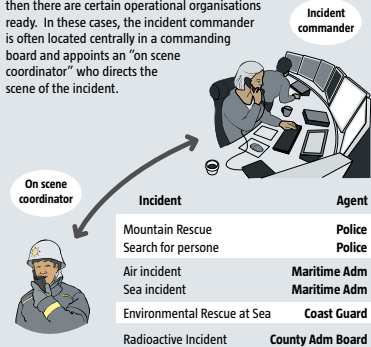 then there are certain operational organisations
ready. In these cases, the incident commander
is often located centrally in a commanding
board and appoints an “on scene
coordinator” who directs the
scene of the incident.
Incident
commander
On scene
coordinator
Incident Agent
Mountain Rescue Police
Search for persone Police
Air incident Maritime Adm
Sea incident Maritime Adm
Environmental Rescue at Sea Coast Guard
Radioactive Incident County Adm Board